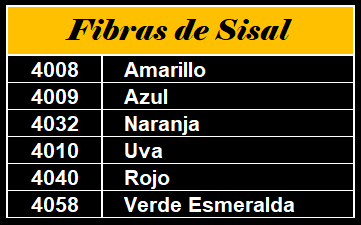 Fibras de Sisal
4008 Amarillo
4009 Azul
4032 Naranja
4010 Uva
4040 Rojo
4058 Verde Esmeralda